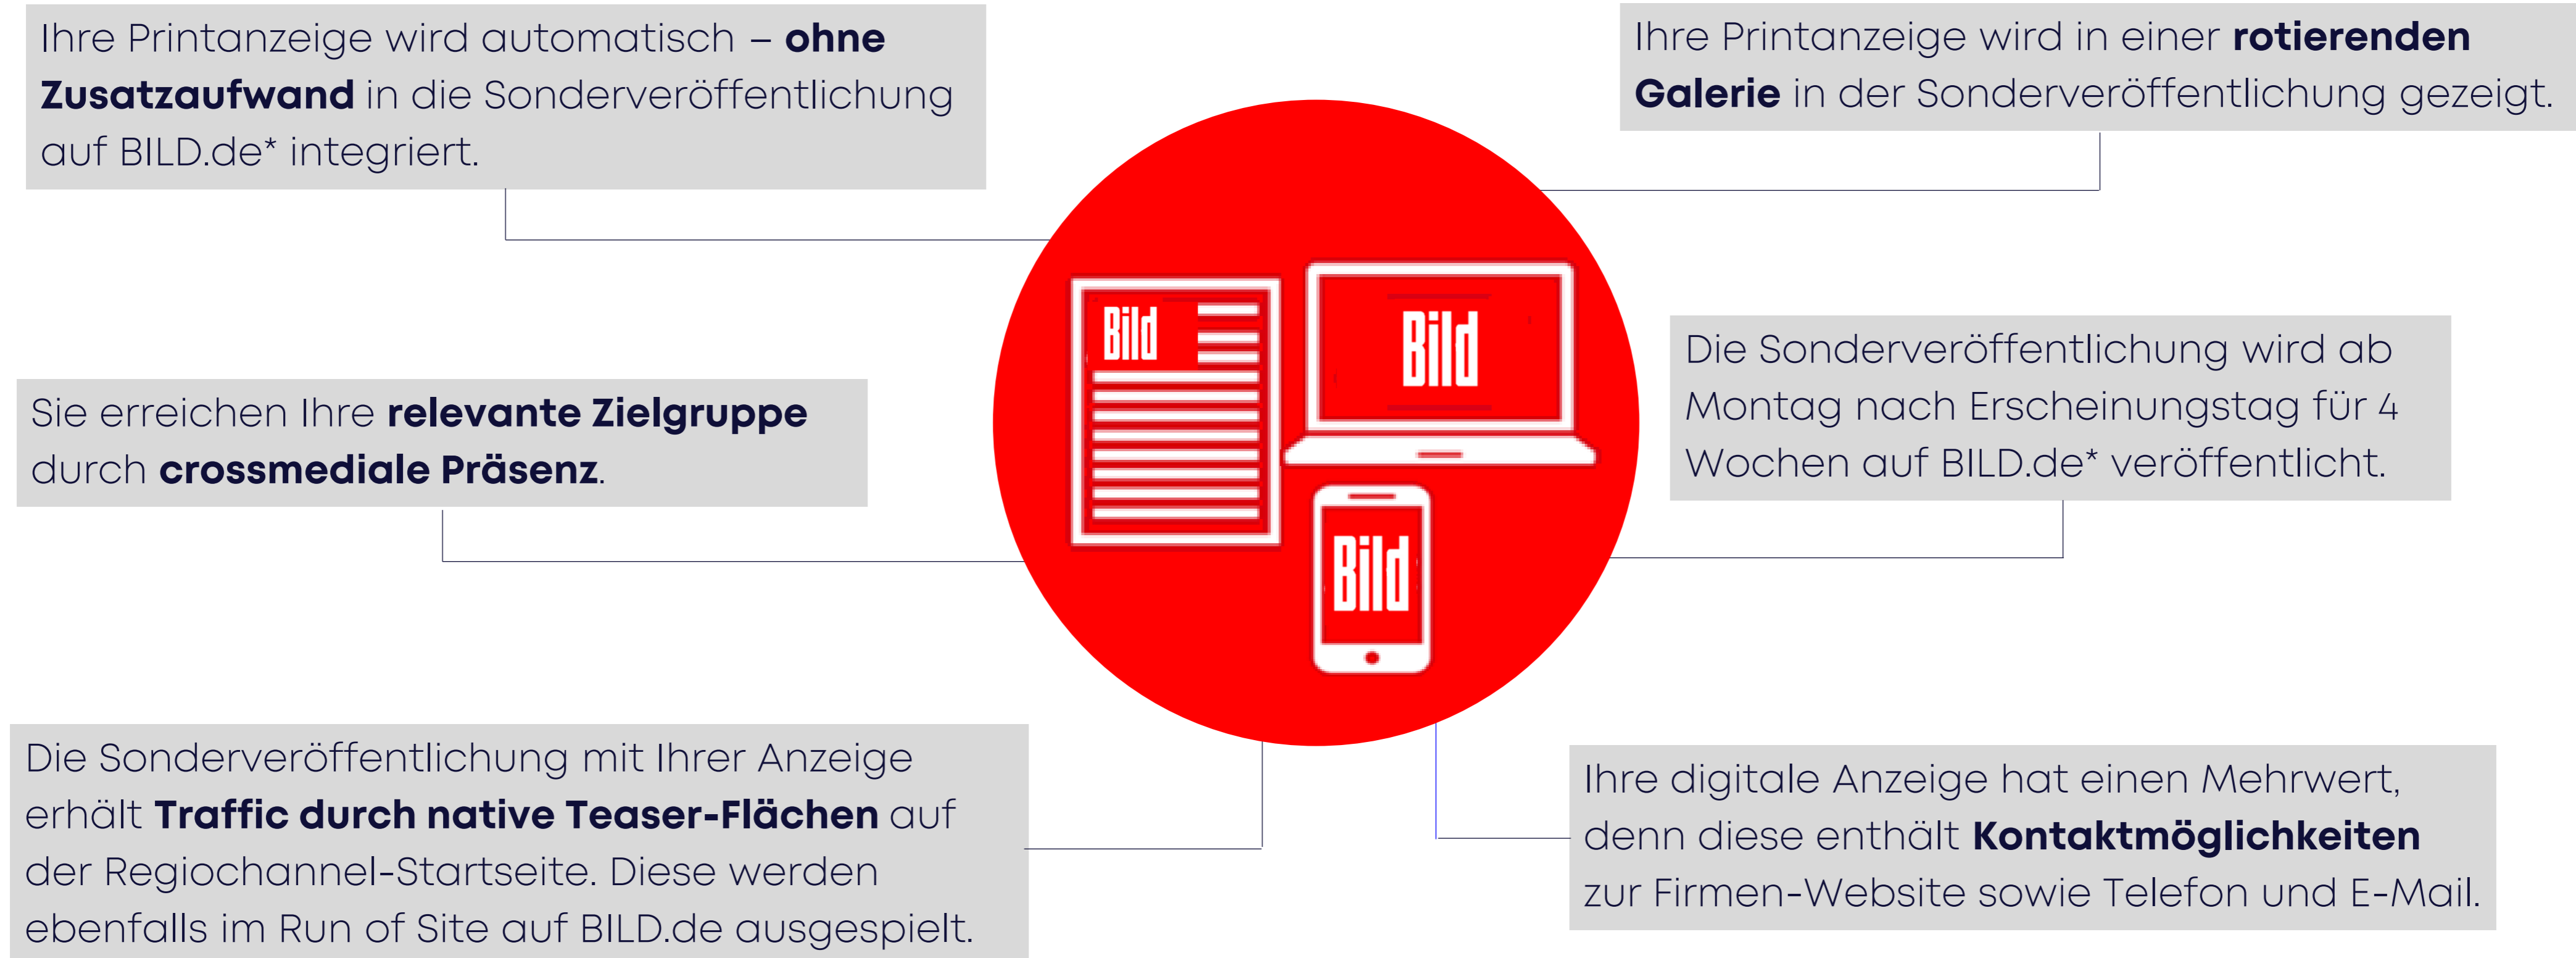 Ihre Printanzeige wird automatisch – ohne
Zusatzaufwand in die Sonderveröffentlichung
auf BILD.de* integriert.
Ihre Printanzeige wird in einer rotierenden
Galerie in der Sonderveröffentlichung gezeigt.
Bild
Bild
Bild
Sie erreichen Ihre relevante Zielgruppe
durch crossmediale Präsenz.
Die Sonderveröffentlichung wird ab
Montag nach Erscheinungstag für 4
Wochen auf BILD.de* veröffentlicht.
Die Sonderveröffentlichung mit Ihrer Anzeige
erhält Traffic durch native Teaser-Flächen auf
der Regiochannel-Startseite. Diese werden
ebenfalls im Run of Site auf BILD.de ausgespielt.
Ihre digitale Anzeige hat einen Mehrwert,
denn diese enthält Kontaktmöglichkeiten
zur Firmen-Website sowie Telefon und E-Mail.